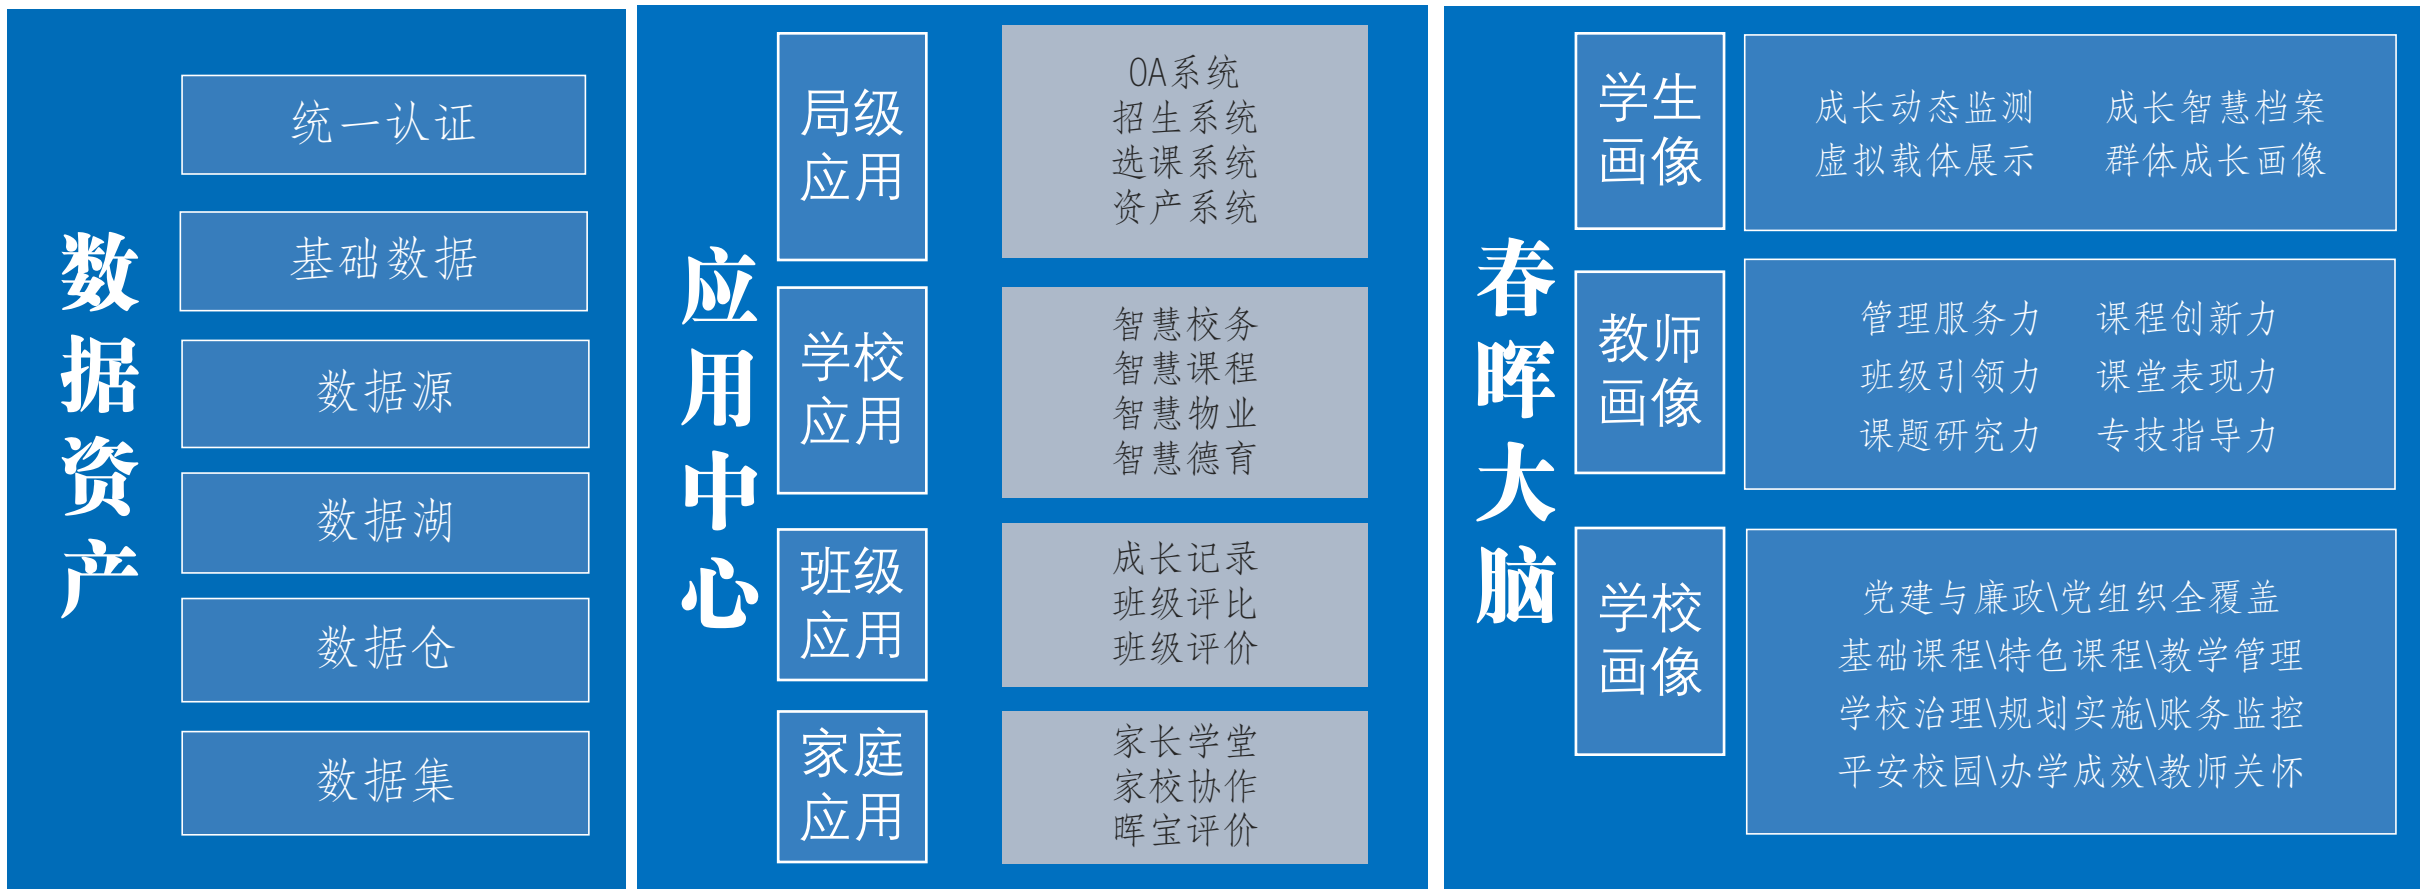 数据资产
统一认证
基础数据
数据源
数据湖
数据仓
数据集
应用中心
局级
应用
OA系统
招生系统
选课系统
资产系统
学校
应用
智慧校务
智慧课程
智慧物业
智慧德育
班级
应用
成长记录
班级评比
班级评价
家庭
应用
家长学堂
家校协作
晖宝评价
春晖大脑
学生
画像
成长动态监测 成长智慧档案
虚拟载体展示 群体成长画像
教师
画像
管理服务力 课程创新力
班级引领力 课堂表现力
课题研究力 专技指导力
学校
画像
党建与廉政\党组织全覆盖
基础课程\特色课程\教学管理
学校治理\规划实施\账务监控
平安校园\办学成效\教师关怀